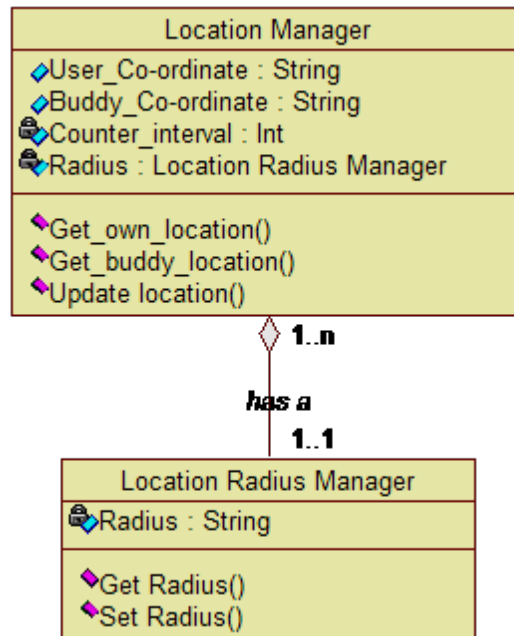 Location Manager
User_Co-ordinate : String
Buddy_Co-ordinate : String
Counter_interval : Int
Radius : Location Radius Manager
Get_own_location()
Get_buddy_location()
Update location()
1..n
has a
1..1
Location Radius Manager
Radius : String
Get Radius()
Set Radius()